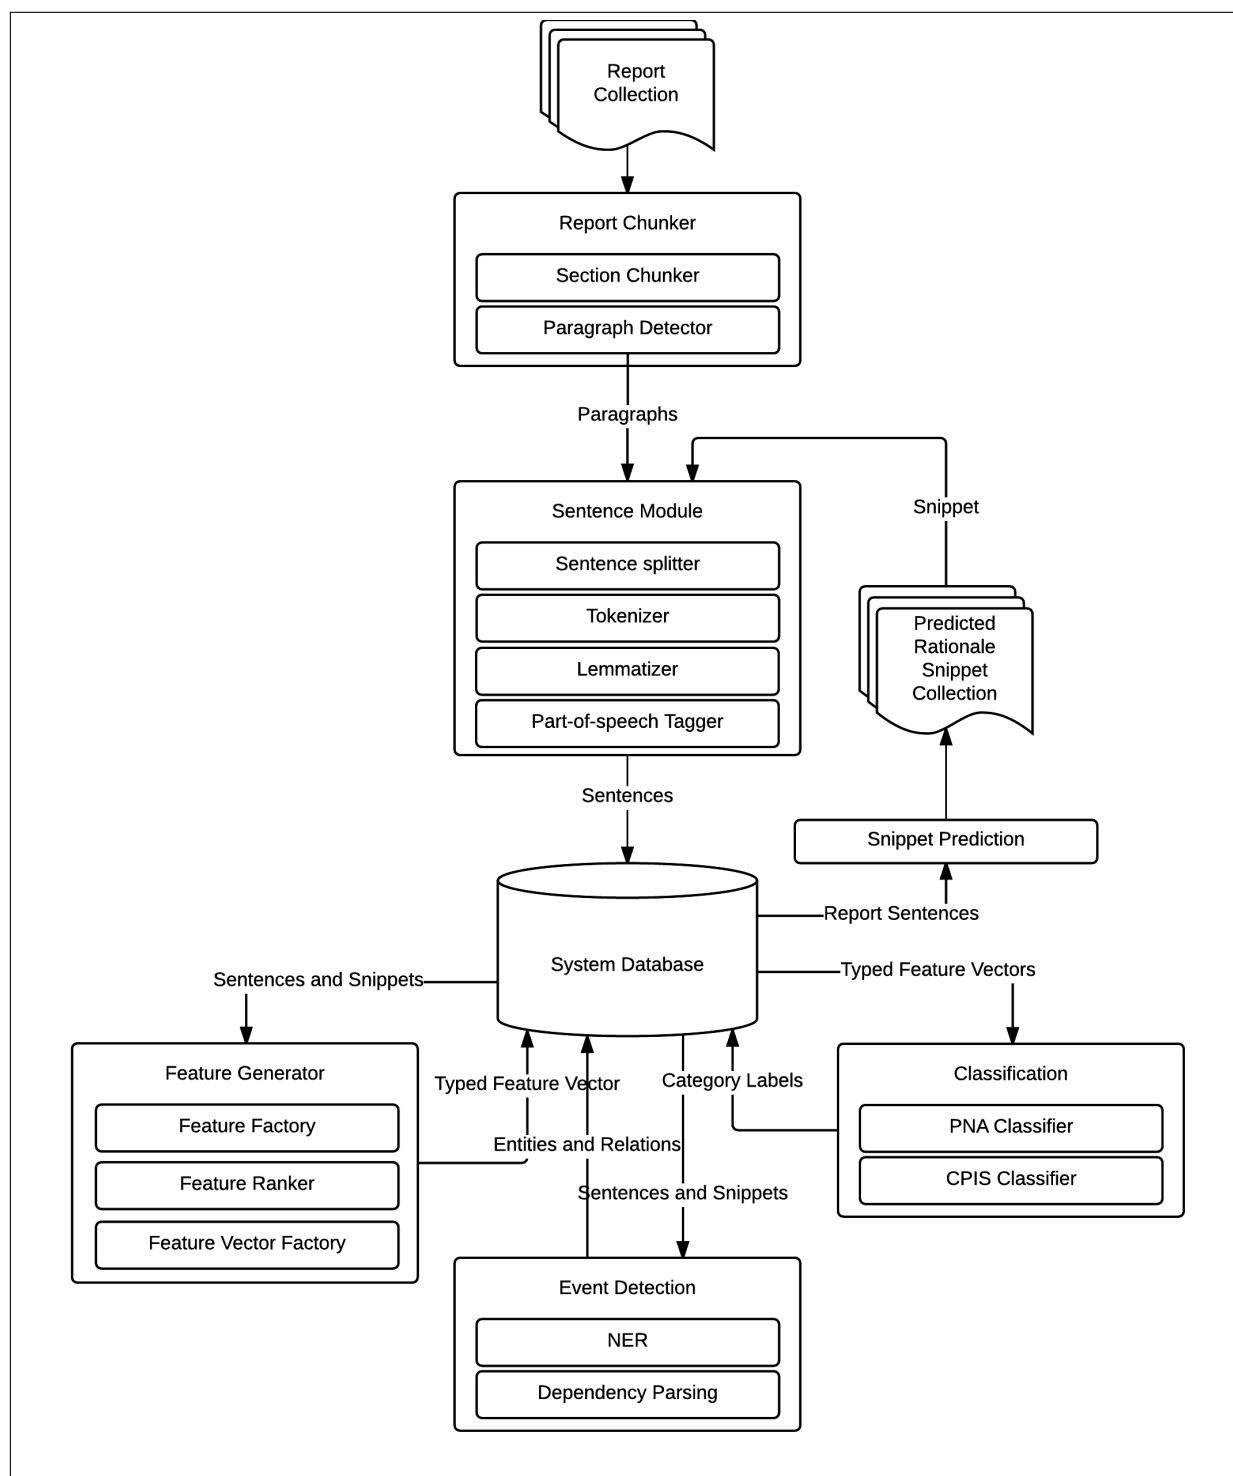 Report
Collection
Report Chunker
Section Chunker
Paragraph Detector
Paragraphs
Snippet
Sentence Module
Sentence splitter
Tokenizer
Lemmatizer
Part-of-speech Tagger
Predicted
Rationale
Snippet
Collection
Sentences
Snippet Prediction
Report Sentences
System Database
Typed Feature Vectors
Sentences and Snippets
Feature Generator
Feature Factory
Feature Ranker
Feature Vector Factory
Typed Feature Vector
Category Labels
Entities and Relations
Sentences and Snippets
Classification
PNA Classifier
CPIS Classifier
Event Detection
NER
Dependency Parsing